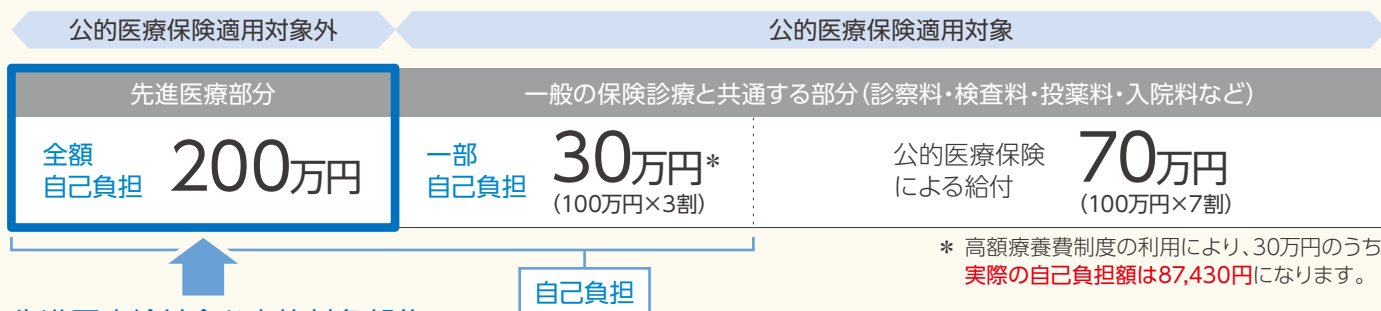 公的医療保険適用対象外
公的医療保険適用対象
先進医療部分
一般の保険診療と共通する部分(診察料・検査料・投薬料・入院料など)
全額
自己負担
200万円
一部
自己負担
30万円*
(100万円×3割)
公的医療保険
による給付
70万円
(100万円×7割)
* 高額療養費制度の利用により、30万円のうち
実際の自己負担額は87,430円になります。
自己負担